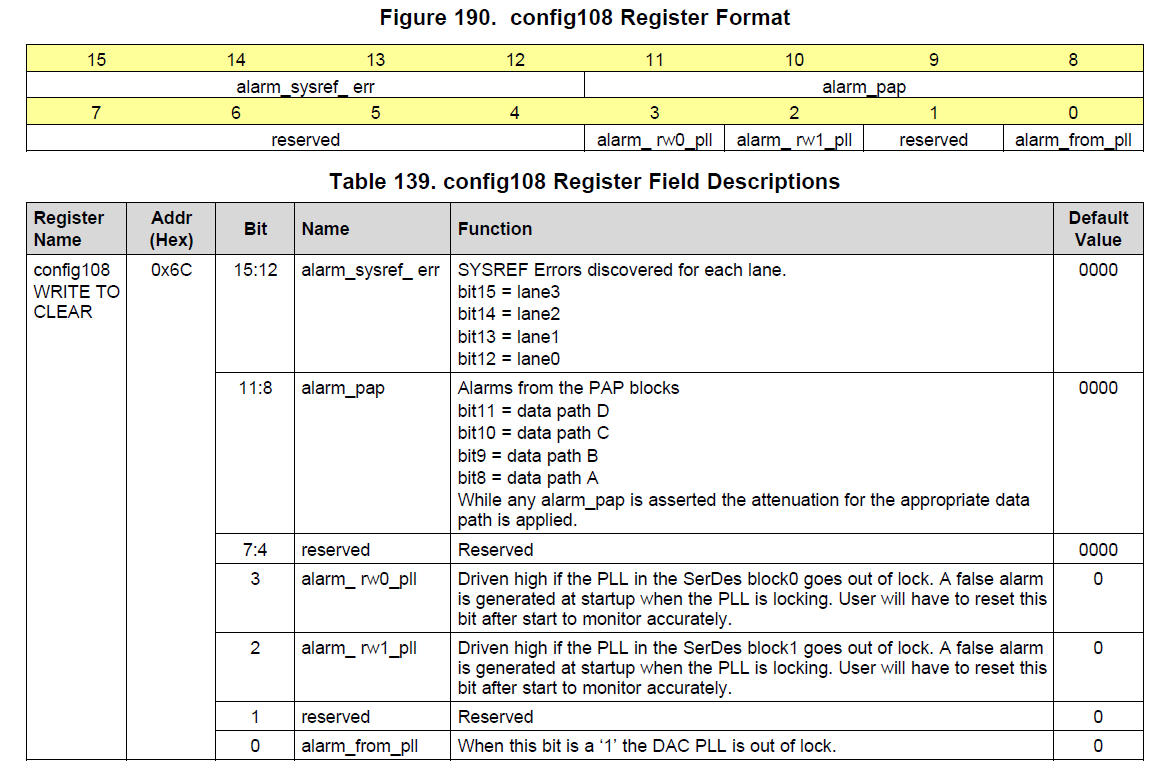 Figure 190. config108 Register Format
15 14 13 12 11 10 9 8
alarm_sysref_ err alarm_pap
7 6 5 4 3 2 1 0
reserved alarm_ rw0_pll alarm_ rw1_pll reserved alarm_from_pll
Table 139. config108 Register Field Descriptions
Register Name Addr (Hex) Bit Name Function Default Value
config108 WRITE TO CLEAR 0x6C 15:12 alarm_sysref_ err SYSREF Errors discovered for each lane. 0000
bit15 = lane3
bit14 = lane2
bit13 = lane1
bit12 = lane0
11:8 alarm_pap Alarms from the PAP blocks 0000
bit11 = data path D
bit10 = data path C
bit9 = data path B
bit8 = data path A
While any alarm_pap is asserted the attenuation for the appropriate data
path is applied.
7:4 reserved Reserved 0000
3 alarm_ rw0_pll Driven high if the PLL in the SerDes block0 goes out of lock. A false alarm 0
is generated at startup when the PLL is locking. User will have to reset this
bit after start to monitor accurately.
2 alarm_ rw1_pll Driven high if the PLL in the SerDes block1 goes out of lock. A false alarm 0
is generated at startup when the PLL is locking. User will have to reset this
bit after start to monitor accurately.
1 reserved Reserved 0
0 alarm_from_pll When this bit is a ‘1’ the DAC PLL is out of lock. 0